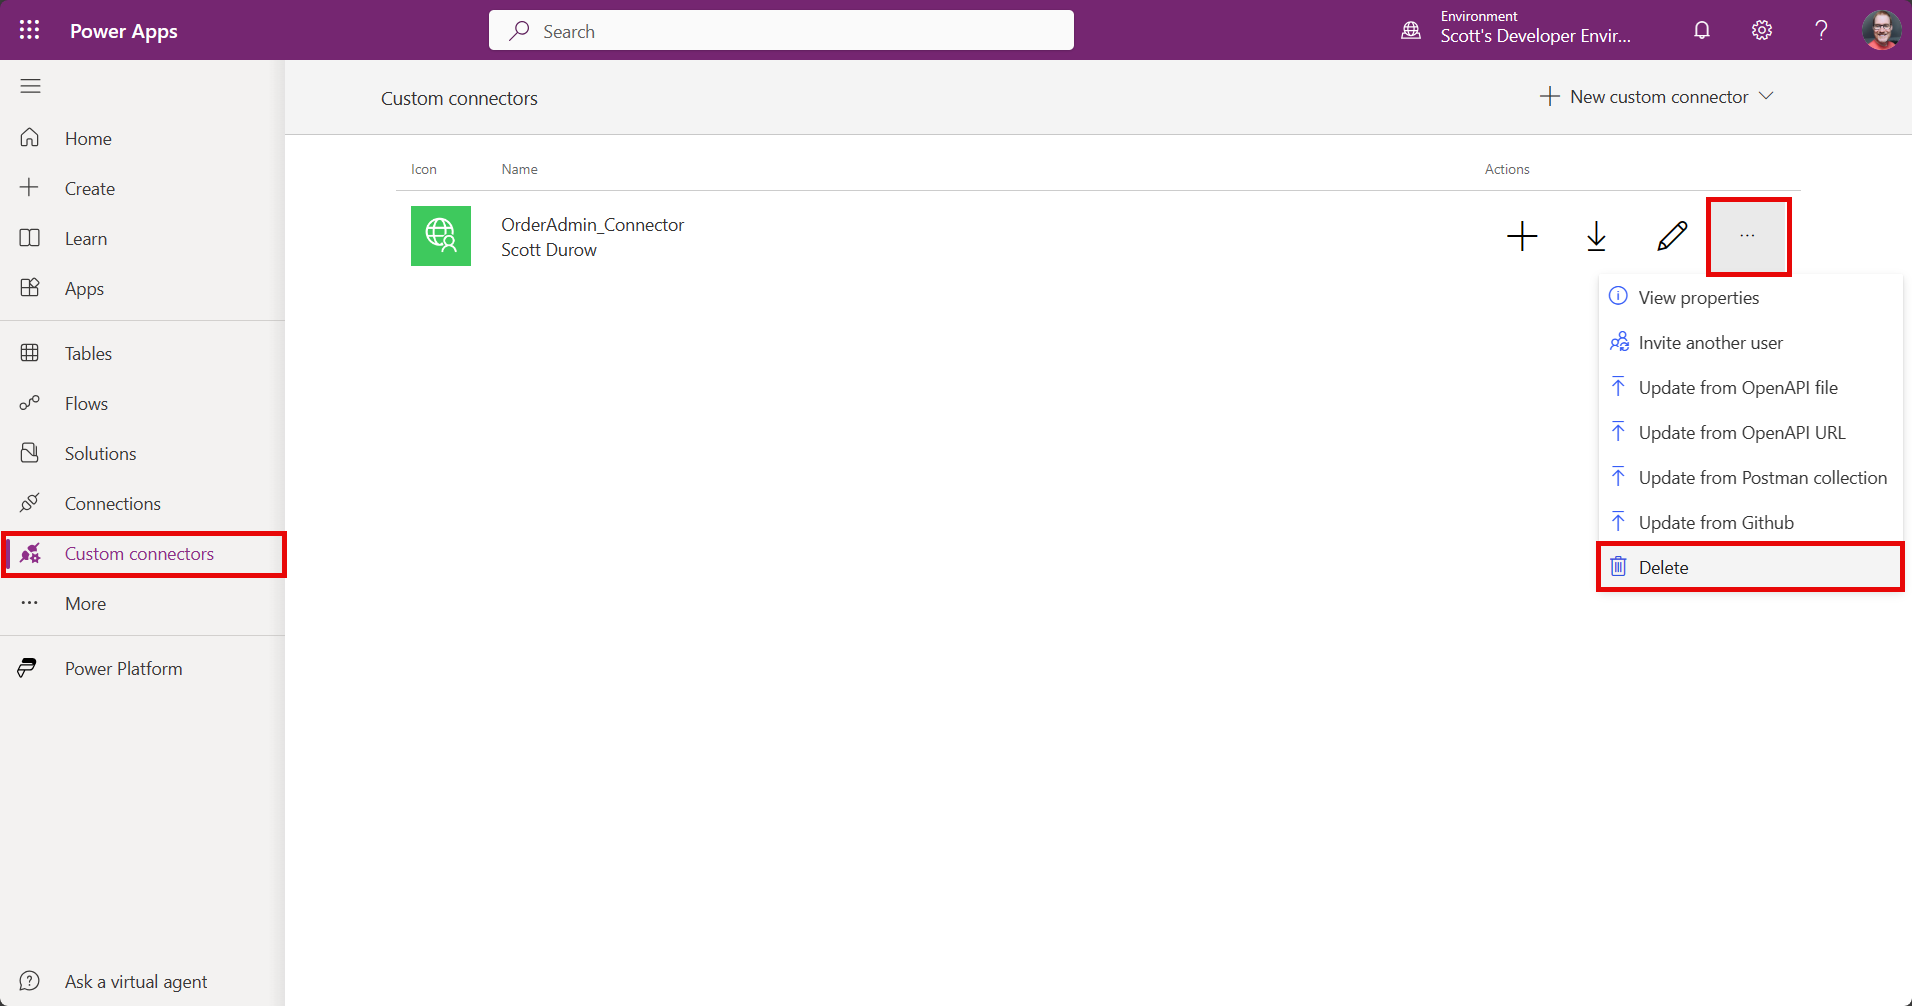 Power Apps
Search
Environment
Scott's Developer Envir...
?
Home
Create
Learn
Apps
Tables
Flows
Solutions
Connections
Custom connectors
More
Power Platform
Ask a virtual agent
Custom connectors
New custom connector
Icon
Name
Actions
OrderAdmin_Connector
Scott Durow
View properties
Invite another user
Update from OpenAPI file
Update from OpenAPI URL
Update from Postman collection
Update from Github
Delete